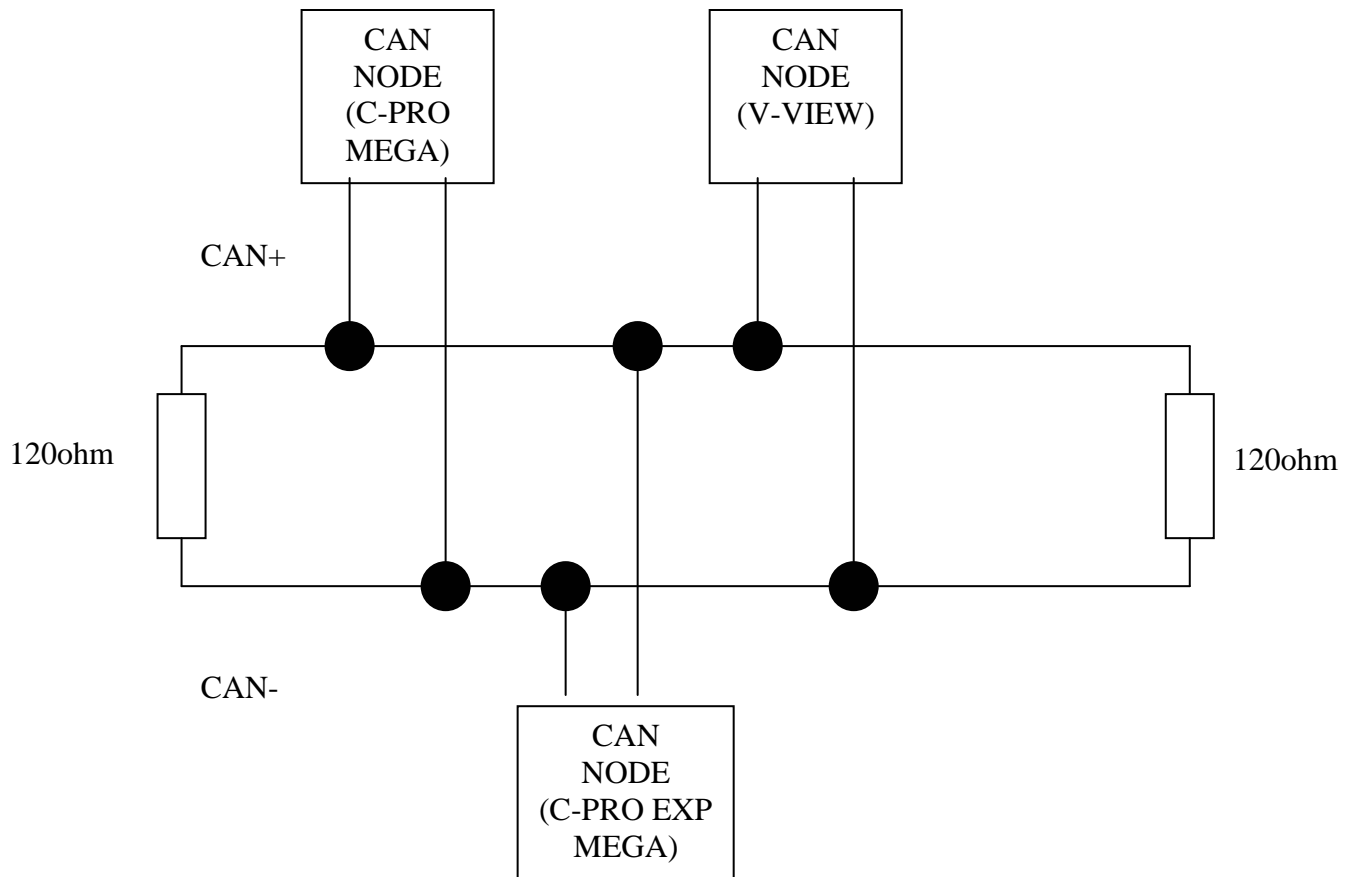 CAN
NODE
(C-PRO
MEGA)
CAN
NODE
(V-VIEW)
CAN+
120ohm
120ohm
CAN-
CAN
NODE
(C-PRO EXP
MEGA)